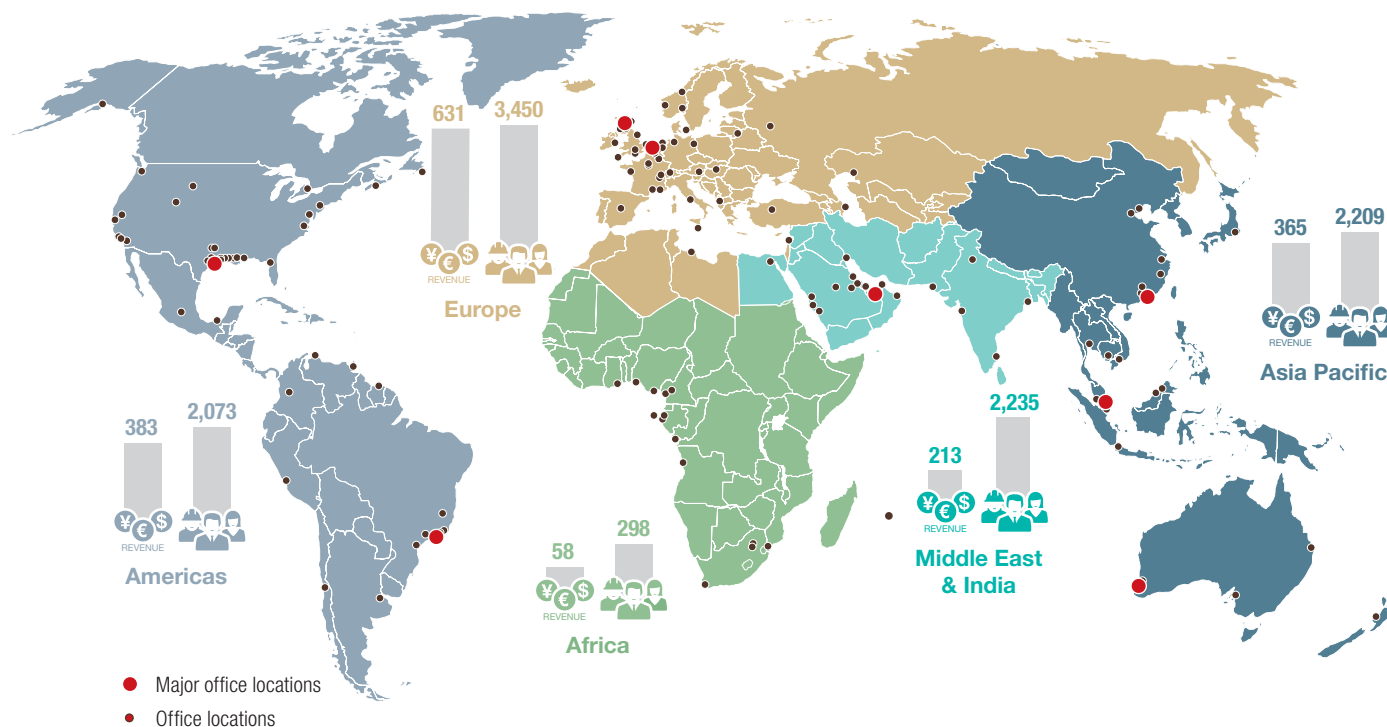 631 3,450
¥ € $
REVENUE
Europe
365 2,209
¥ € $
REVENUE
Asia Pacific
383 2,073
¥ € $
REVENUE
Americas
213 2,235
¥ € $
REVENUE
Middle East
& India
58 298
¥ € $
REVENUE
Africa
Major office locations
Office locations